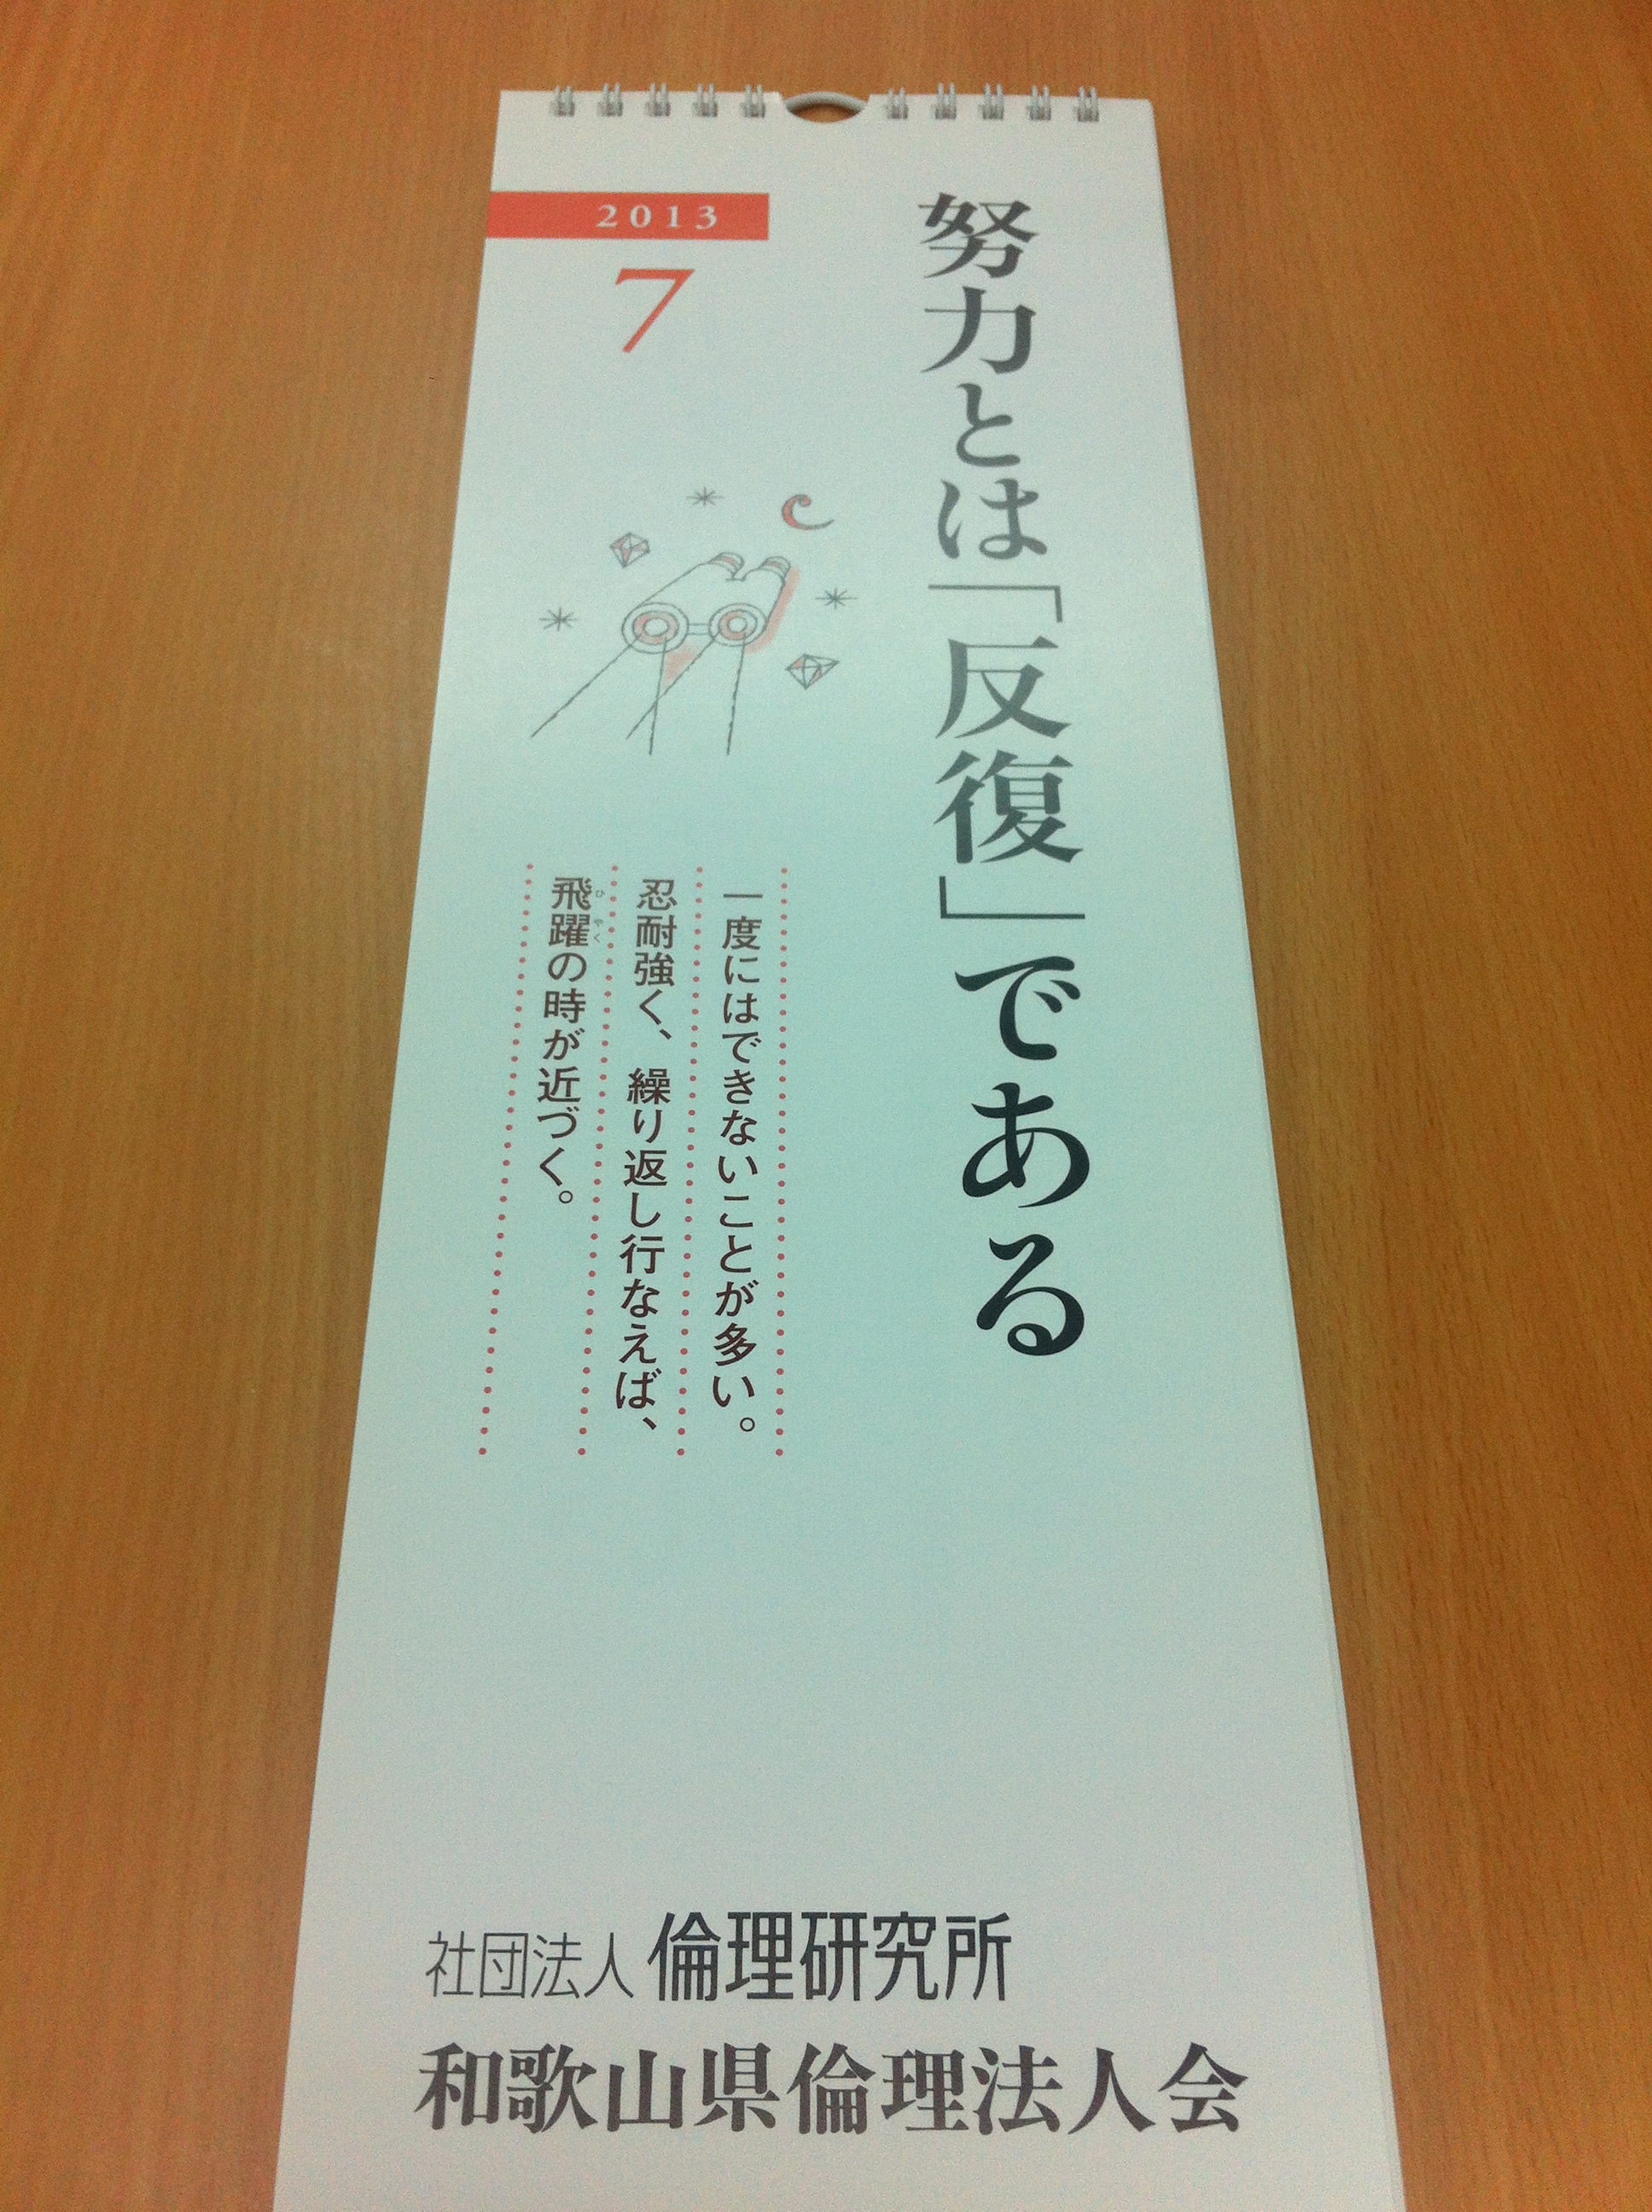 2013
7
努力とは「反復」である
一度にはできないことが多い。
忍耐強く、繰り返し行なえば、
飛躍の時が近づく。
ひやく
社団法人 倫理研究所
和歌山県倫理法人会